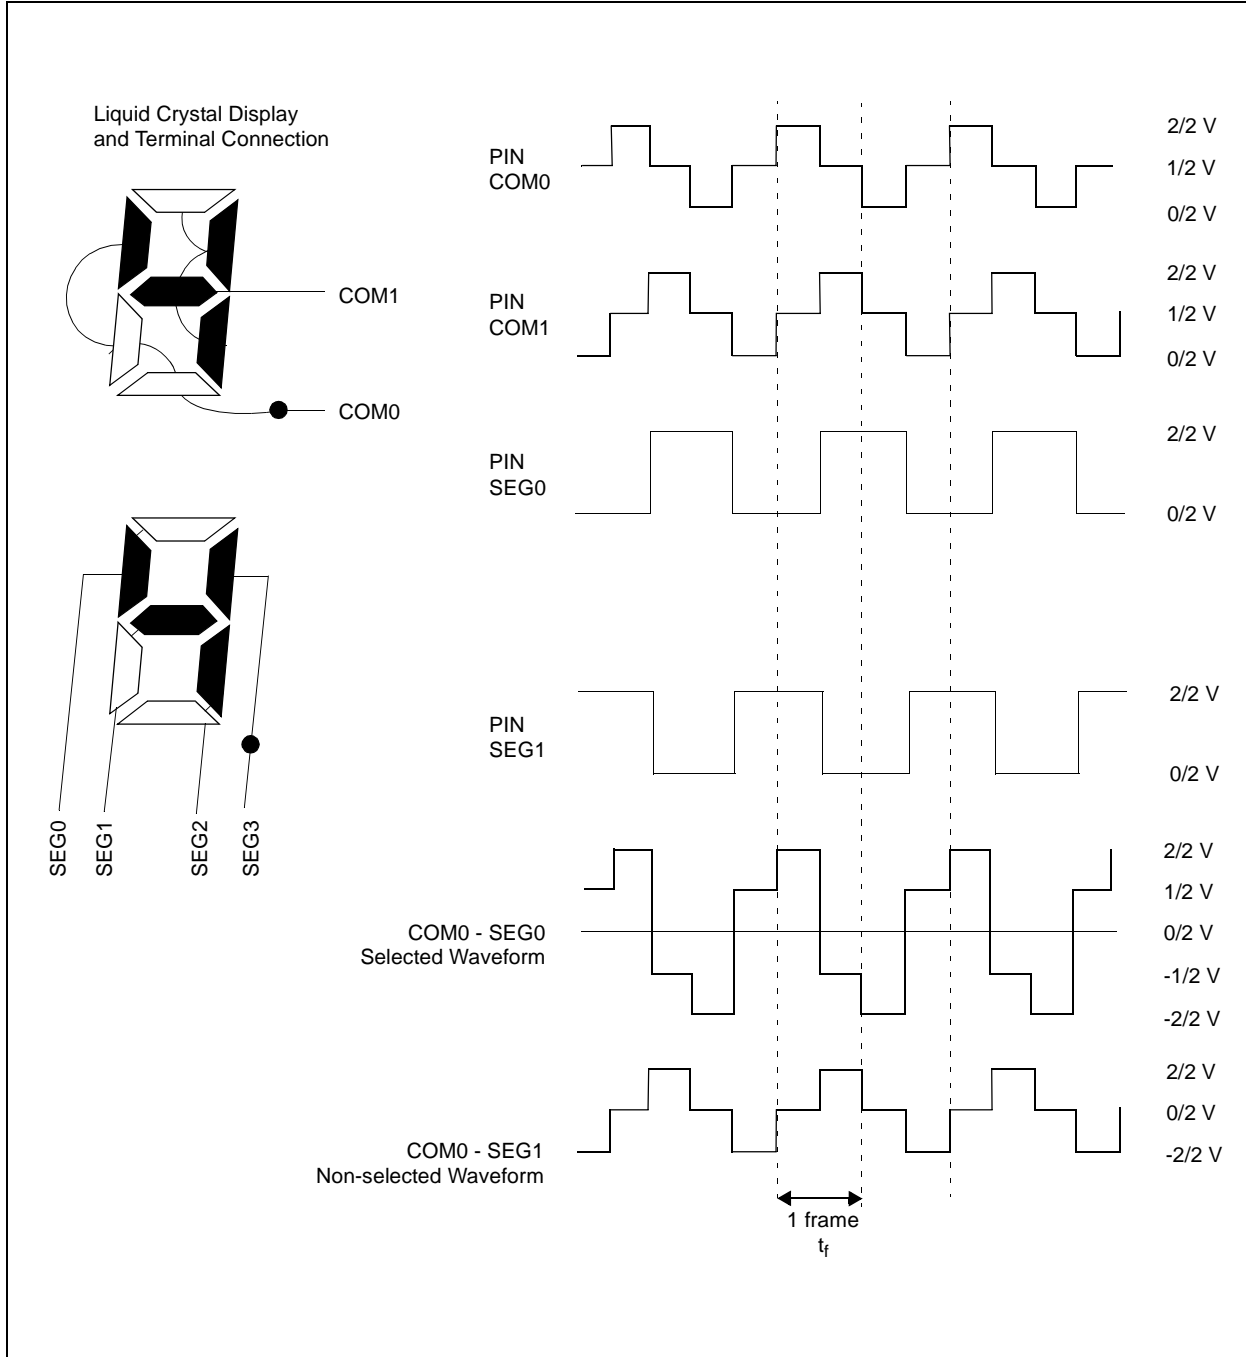 Liquid Crystal Display
and Terminal Connection
COM1
COM0
SEG0
SEG1
SEG2
SEG3
PIN
COM0
2/2 V
1/2 V
0/2 V
PIN
COM1
2/2 V
1/2 V
0/2 V
PIN
SEG0
2/2 V
0/2 V
PIN
SEG1
2/2 V
0/2 V
COM0 - SEG0
Selected Waveform
2/2 V
1/2 V
0/2 V
-1/2 V
-2/2 V
COM0 - SEG1
Non-selected Waveform
2/2 V
0/2 V
-2/2 V
1 frame
tf